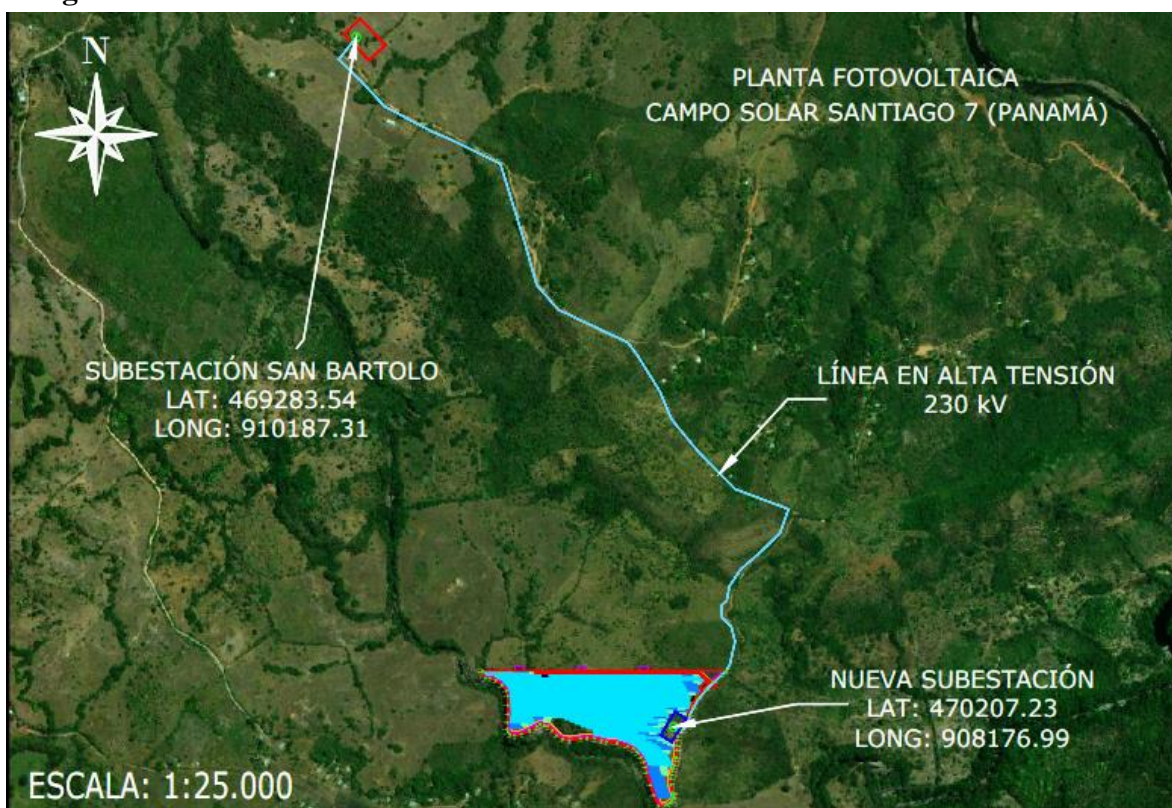 N
PLANTA FOTOVOLTAICA
CAMPO SOLAR SANTIAGO 7 (PANAMÁ)
SUBESTACIÓN SAN BARTOLO
LAT: 469283.54
LONG: 910187.31
LÍNEA EN ALTA TENSIÓN
230 kV
NUEVA SUBESTACIÓN
LAT: 470207.23
LONG: 908176.99
ESCALA: 1:25.000